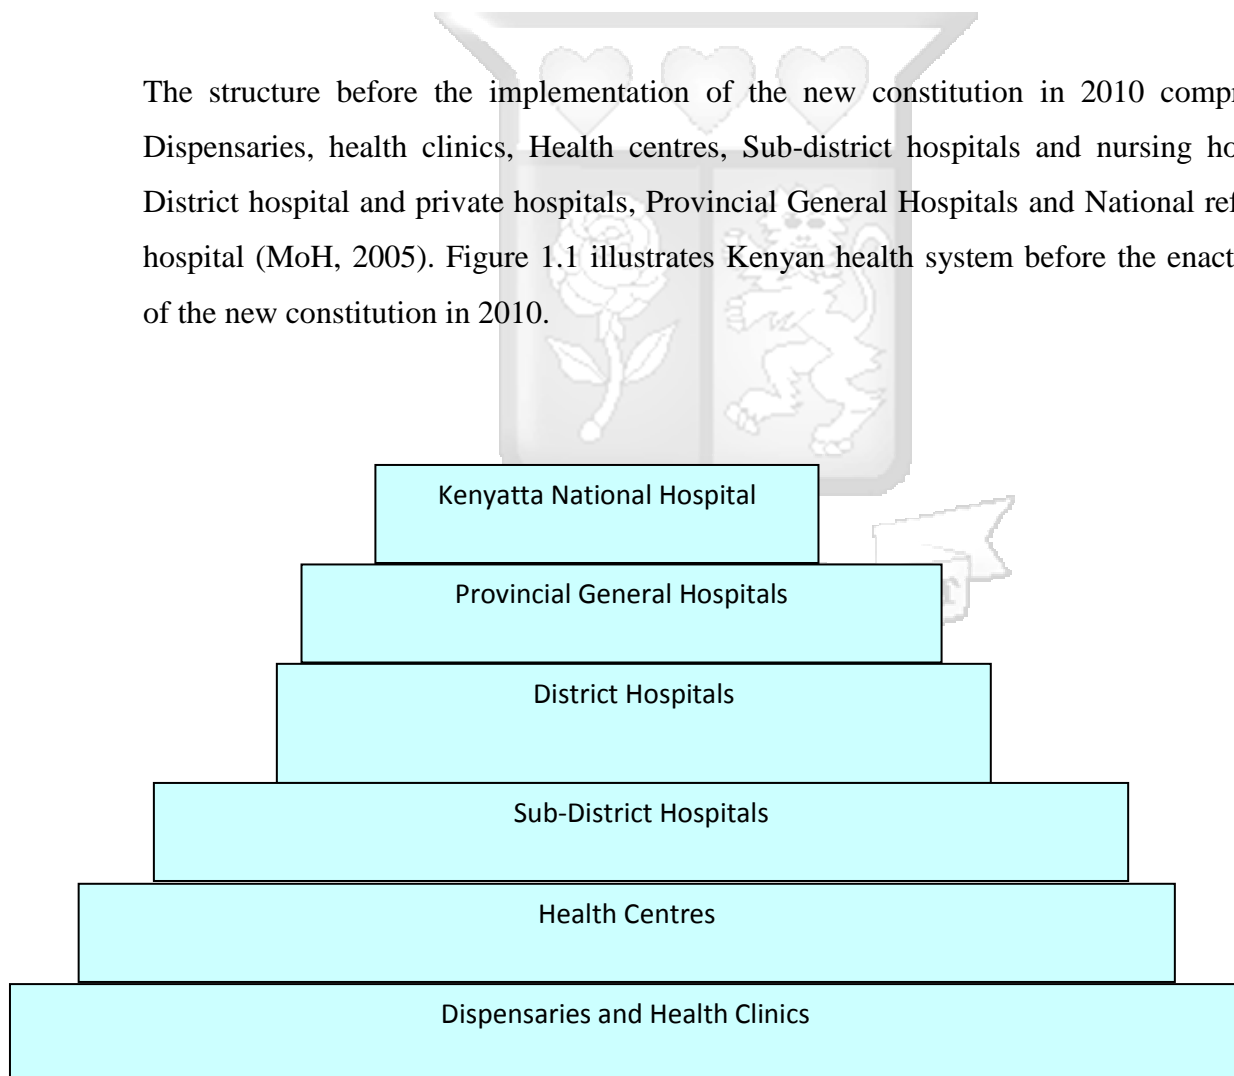 The structure before the implementation of the new constitution in 2010 compr
Dispensaries, health clinics, Health centres, Sub-district hospitals and nursing ho
District hospital and private hospitals, Provincial General Hospitals and National ref
hospital (MoH, 2005). Figure 1.1 illustrates Kenyan health system before the enact
of the new constitution in 2010.
Kenyatta National Hospital
Provincial General Hospitals
District Hospitals
Sub-District Hospitals
Health Centres
Dispensaries and Health Clinics